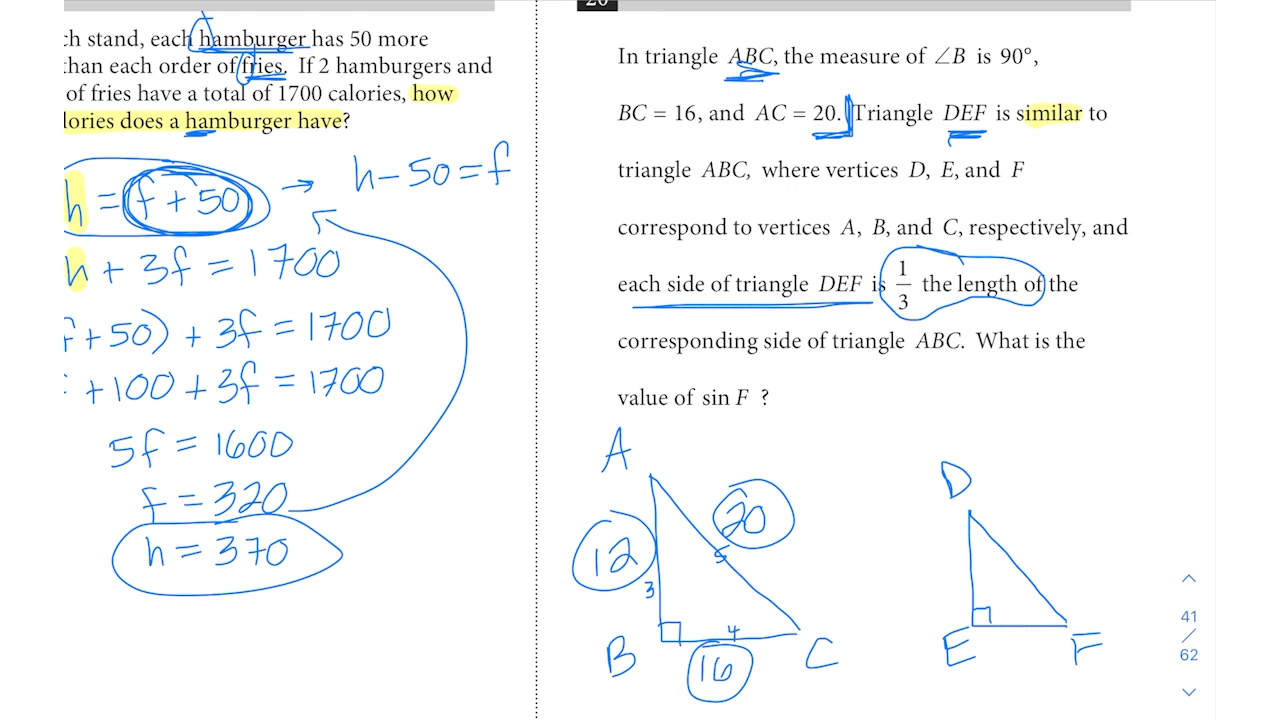 ch stand, each hamburger has 50 more
than each order of fries. If 2 hamburgers and
of fries have a total of 1700 calories, how
lories does a hamburger have?
h = f + 50 → h - 50 = f
h + 3f = 1700
f + 50) + 3f = 1700
+ 100 + 3f = 1700
5f = 1600
f = 320
h = 370
20
In triangle ABC, the measure of ∠B is 90°,
BC = 16, and AC = 20. Triangle DEF is similar to
triangle ABC, where vertices D, E, and F
correspond to vertices A, B, and C, respectively, and
each side of triangle DEF is 1/3 the length of the
corresponding side of triangle ABC. What is the
value of sin F ?
A
12
20
5
3
4
B
16
C
D
E
F
41
/
62